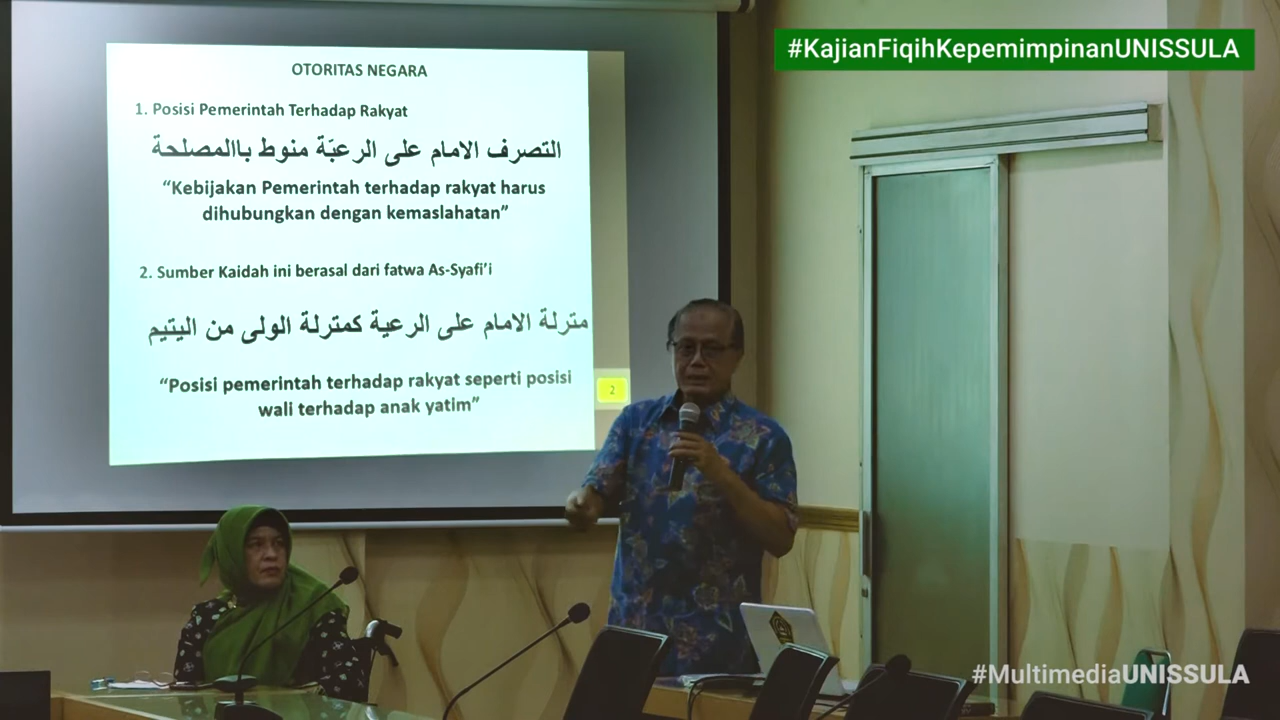 #KajianFiqihKepemimpinanUNISSULA
OTORITAS NEGARA
1. Posisi Pemerintah Terhadap Rakyat
التصرف الامام على الرعبّة منوط باالمصلحة
“Kebijakan Pemerintah terhadap rakyat harus
dihubungkan dengan kemaslahatan”
2. Sumber Kaidah ini berasal dari fatwa As-Syafi’i
مترلة الامام على الرعية كمترلة الولى من اليتيم
“Posisi pemerintah terhadap rakyat seperti posisi
wali terhadap anak yatim”
2
#MultimediaUNISSULA